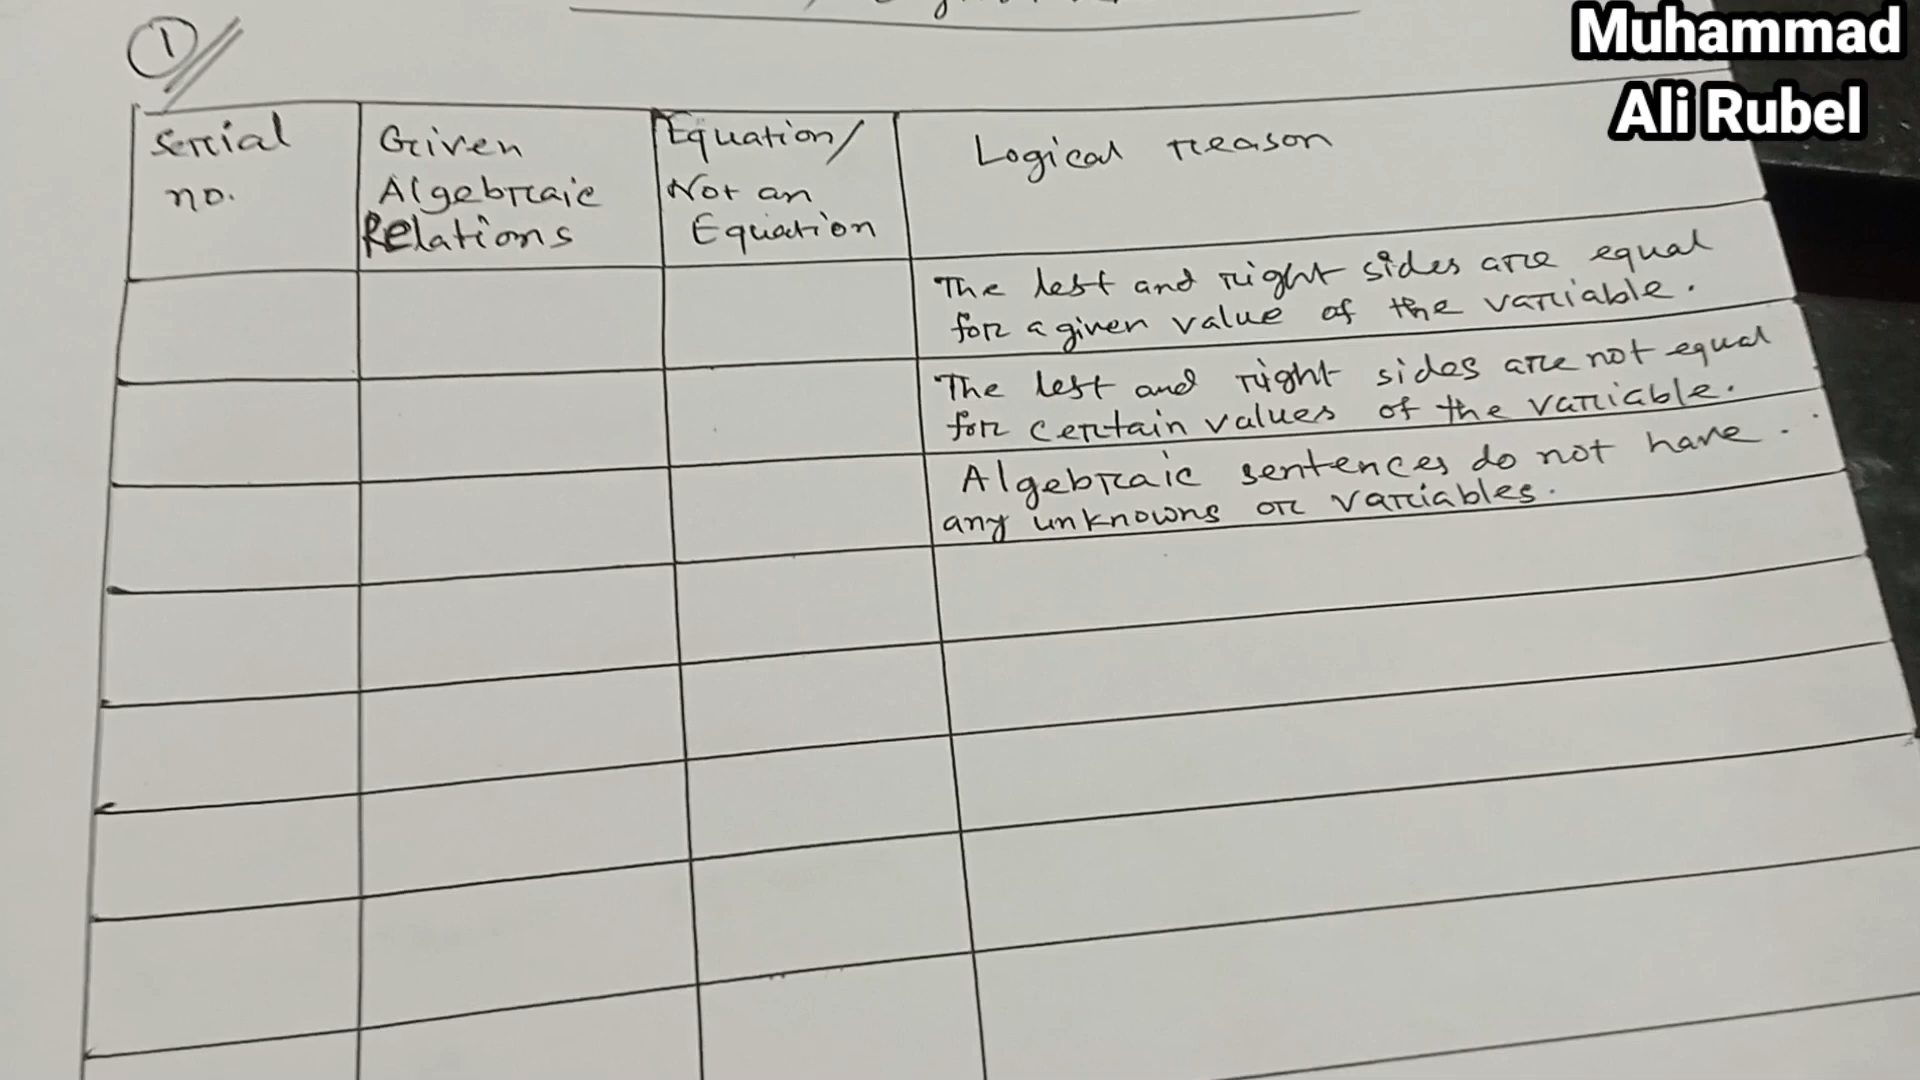 Muhammad
Ali Rubel
1
Serial
no.
Given
Algebraic
Relations
Equation/
Not an
Equation
Logical reason
The left and right sides are equal
for a given value of the variable.
The left and right sides are not equal
for certain values of the variable.
Algebraic sentences do not have
any unknowns or variables.